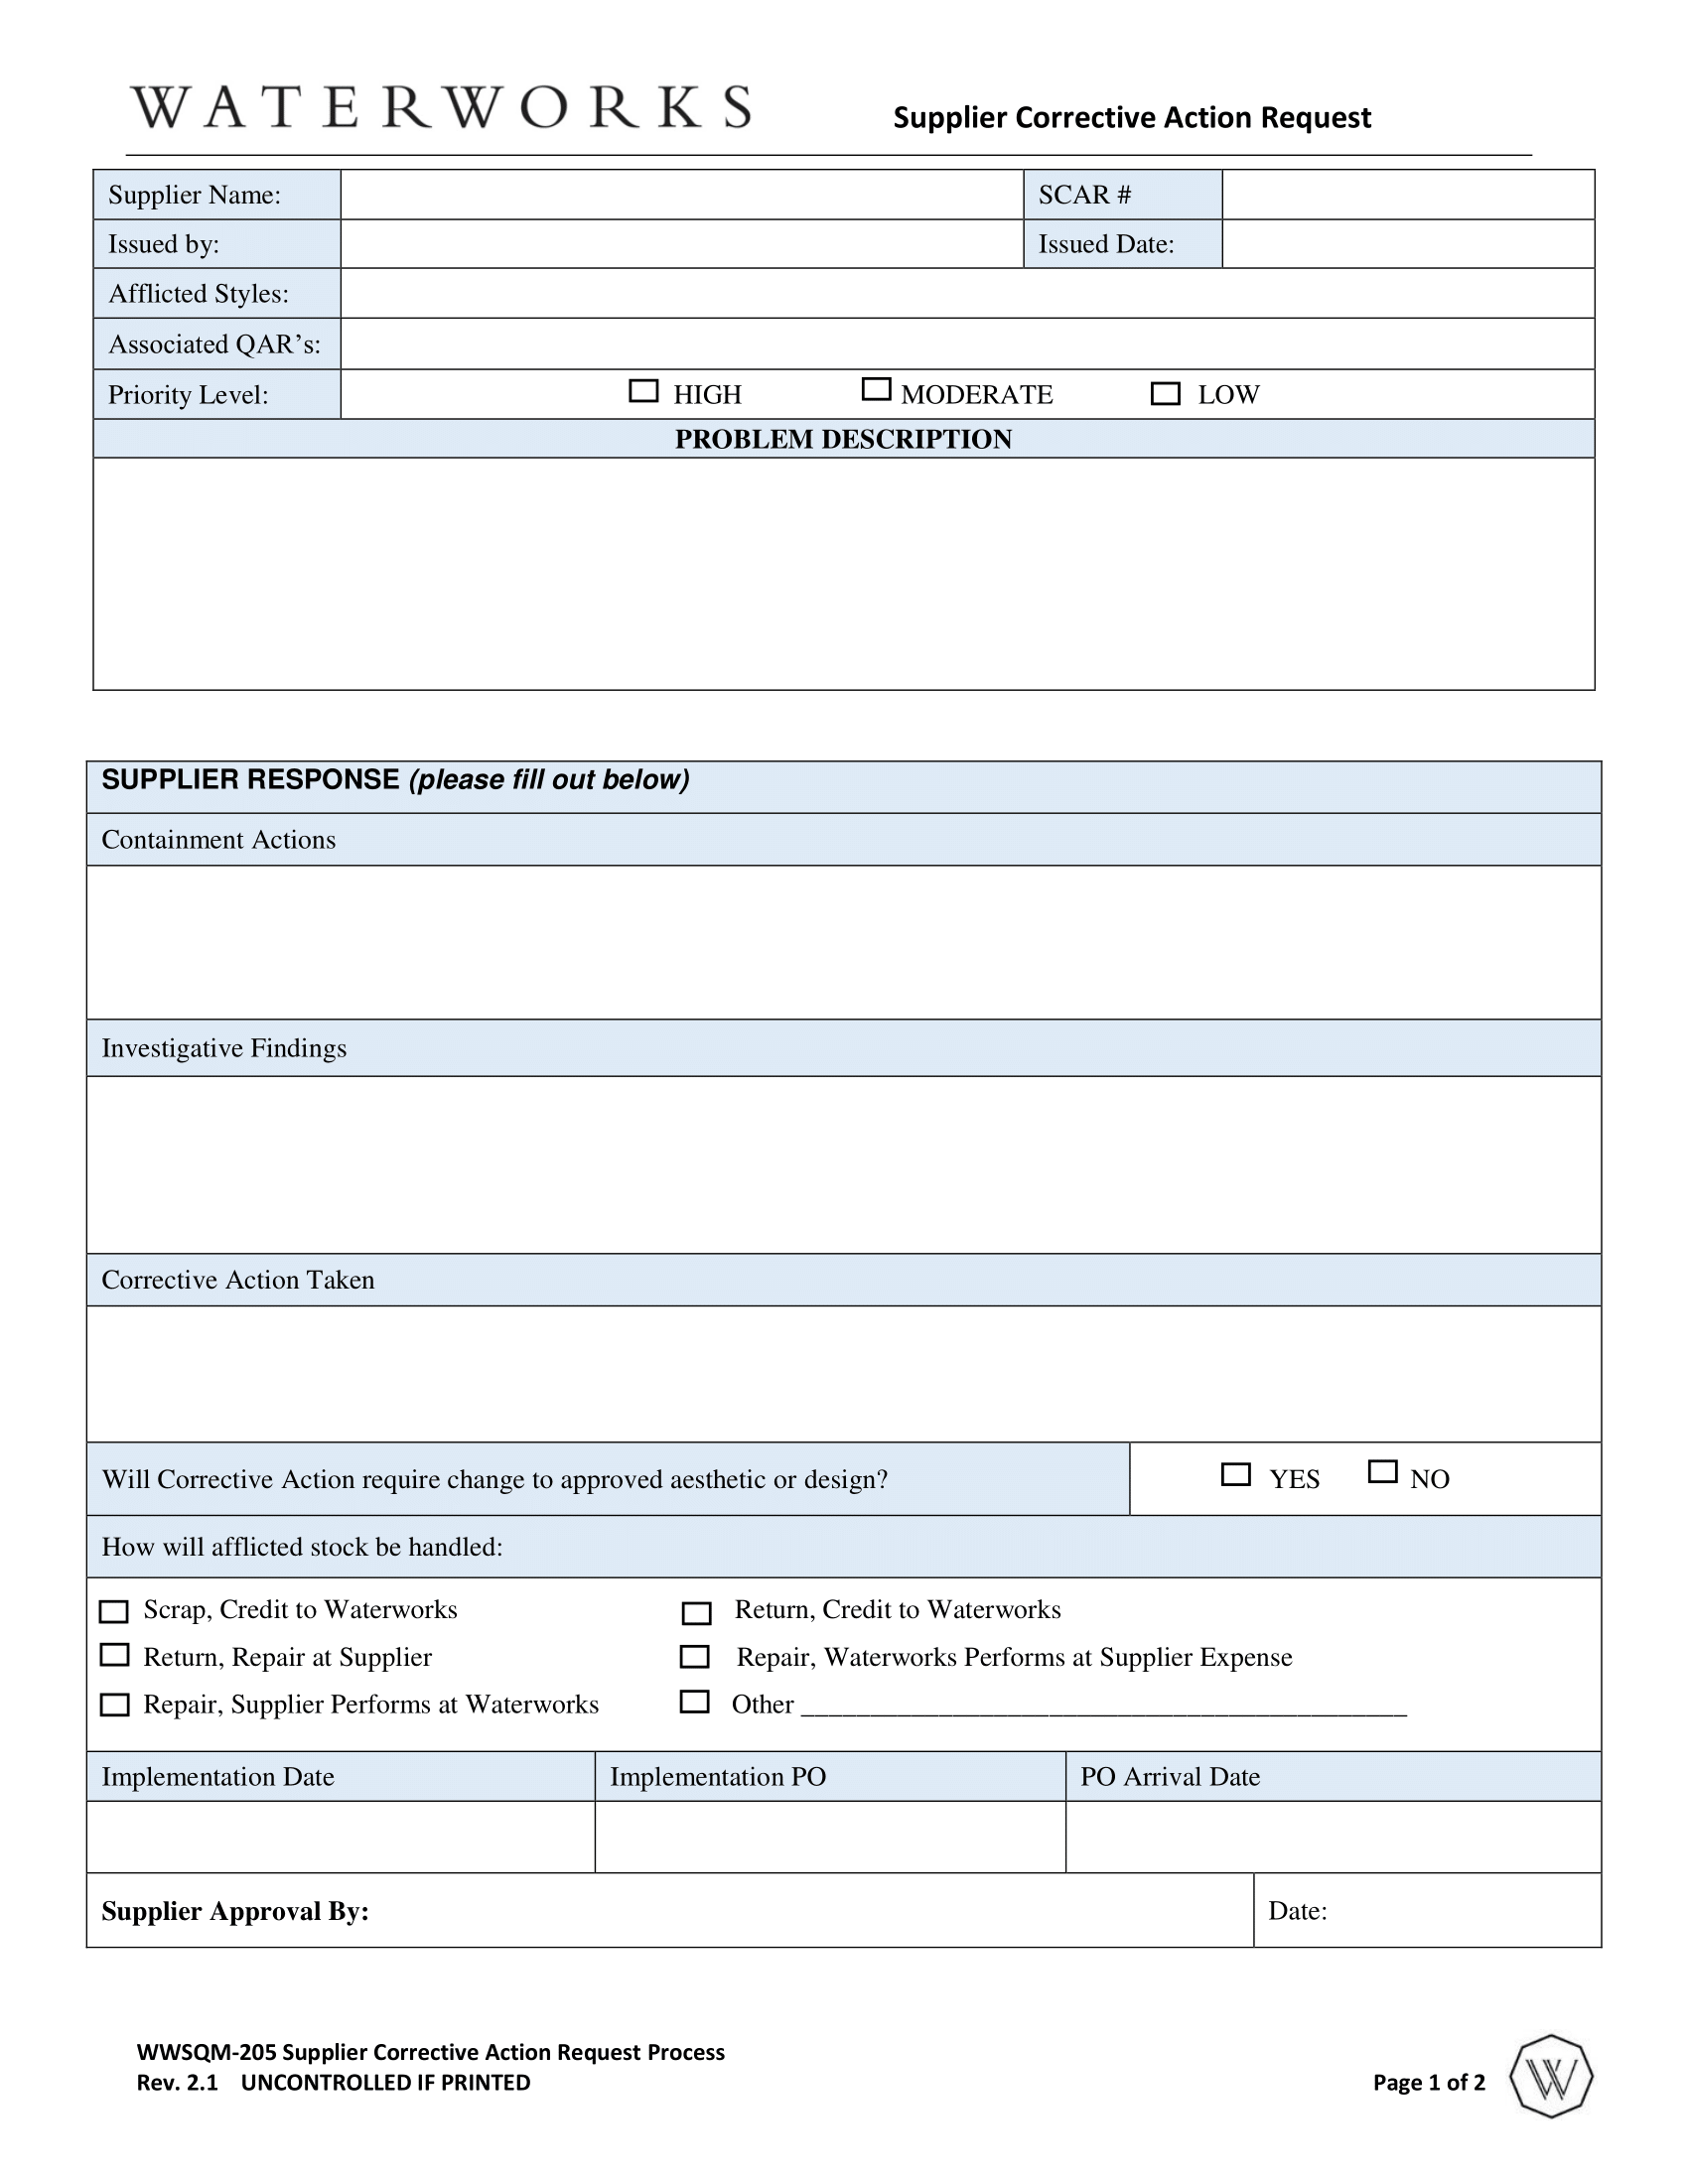 WATERWORKS Supplier Corrective Action Request
Supplier Name: SCAR #
Issued by: Issued Date:
Afflicted Styles:
Associated QAR’s:
Priority Level: HIGH MODERATE LOW
PROBLEM DESCRIPTION
SUPPLIER RESPONSE (please fill out below)
Containment Actions
Investigative Findings
Corrective Action Taken
Will Corrective Action require change to approved aesthetic or design? YES NO
How will afflicted stock be handled:
Scrap, Credit to Waterworks Return, Credit to Waterworks
Return, Repair at Supplier Repair, Waterworks Performs at Supplier Expense
Repair, Supplier Performs at Waterworks Other ____________________________________________
Implementation Date Implementation PO PO Arrival Date
Supplier Approval By: Date:
WWSQM-205 Supplier Corrective Action Request Process
Rev. 2.1 UNCONTROLLED IF PRINTED Page 1 of 2
W